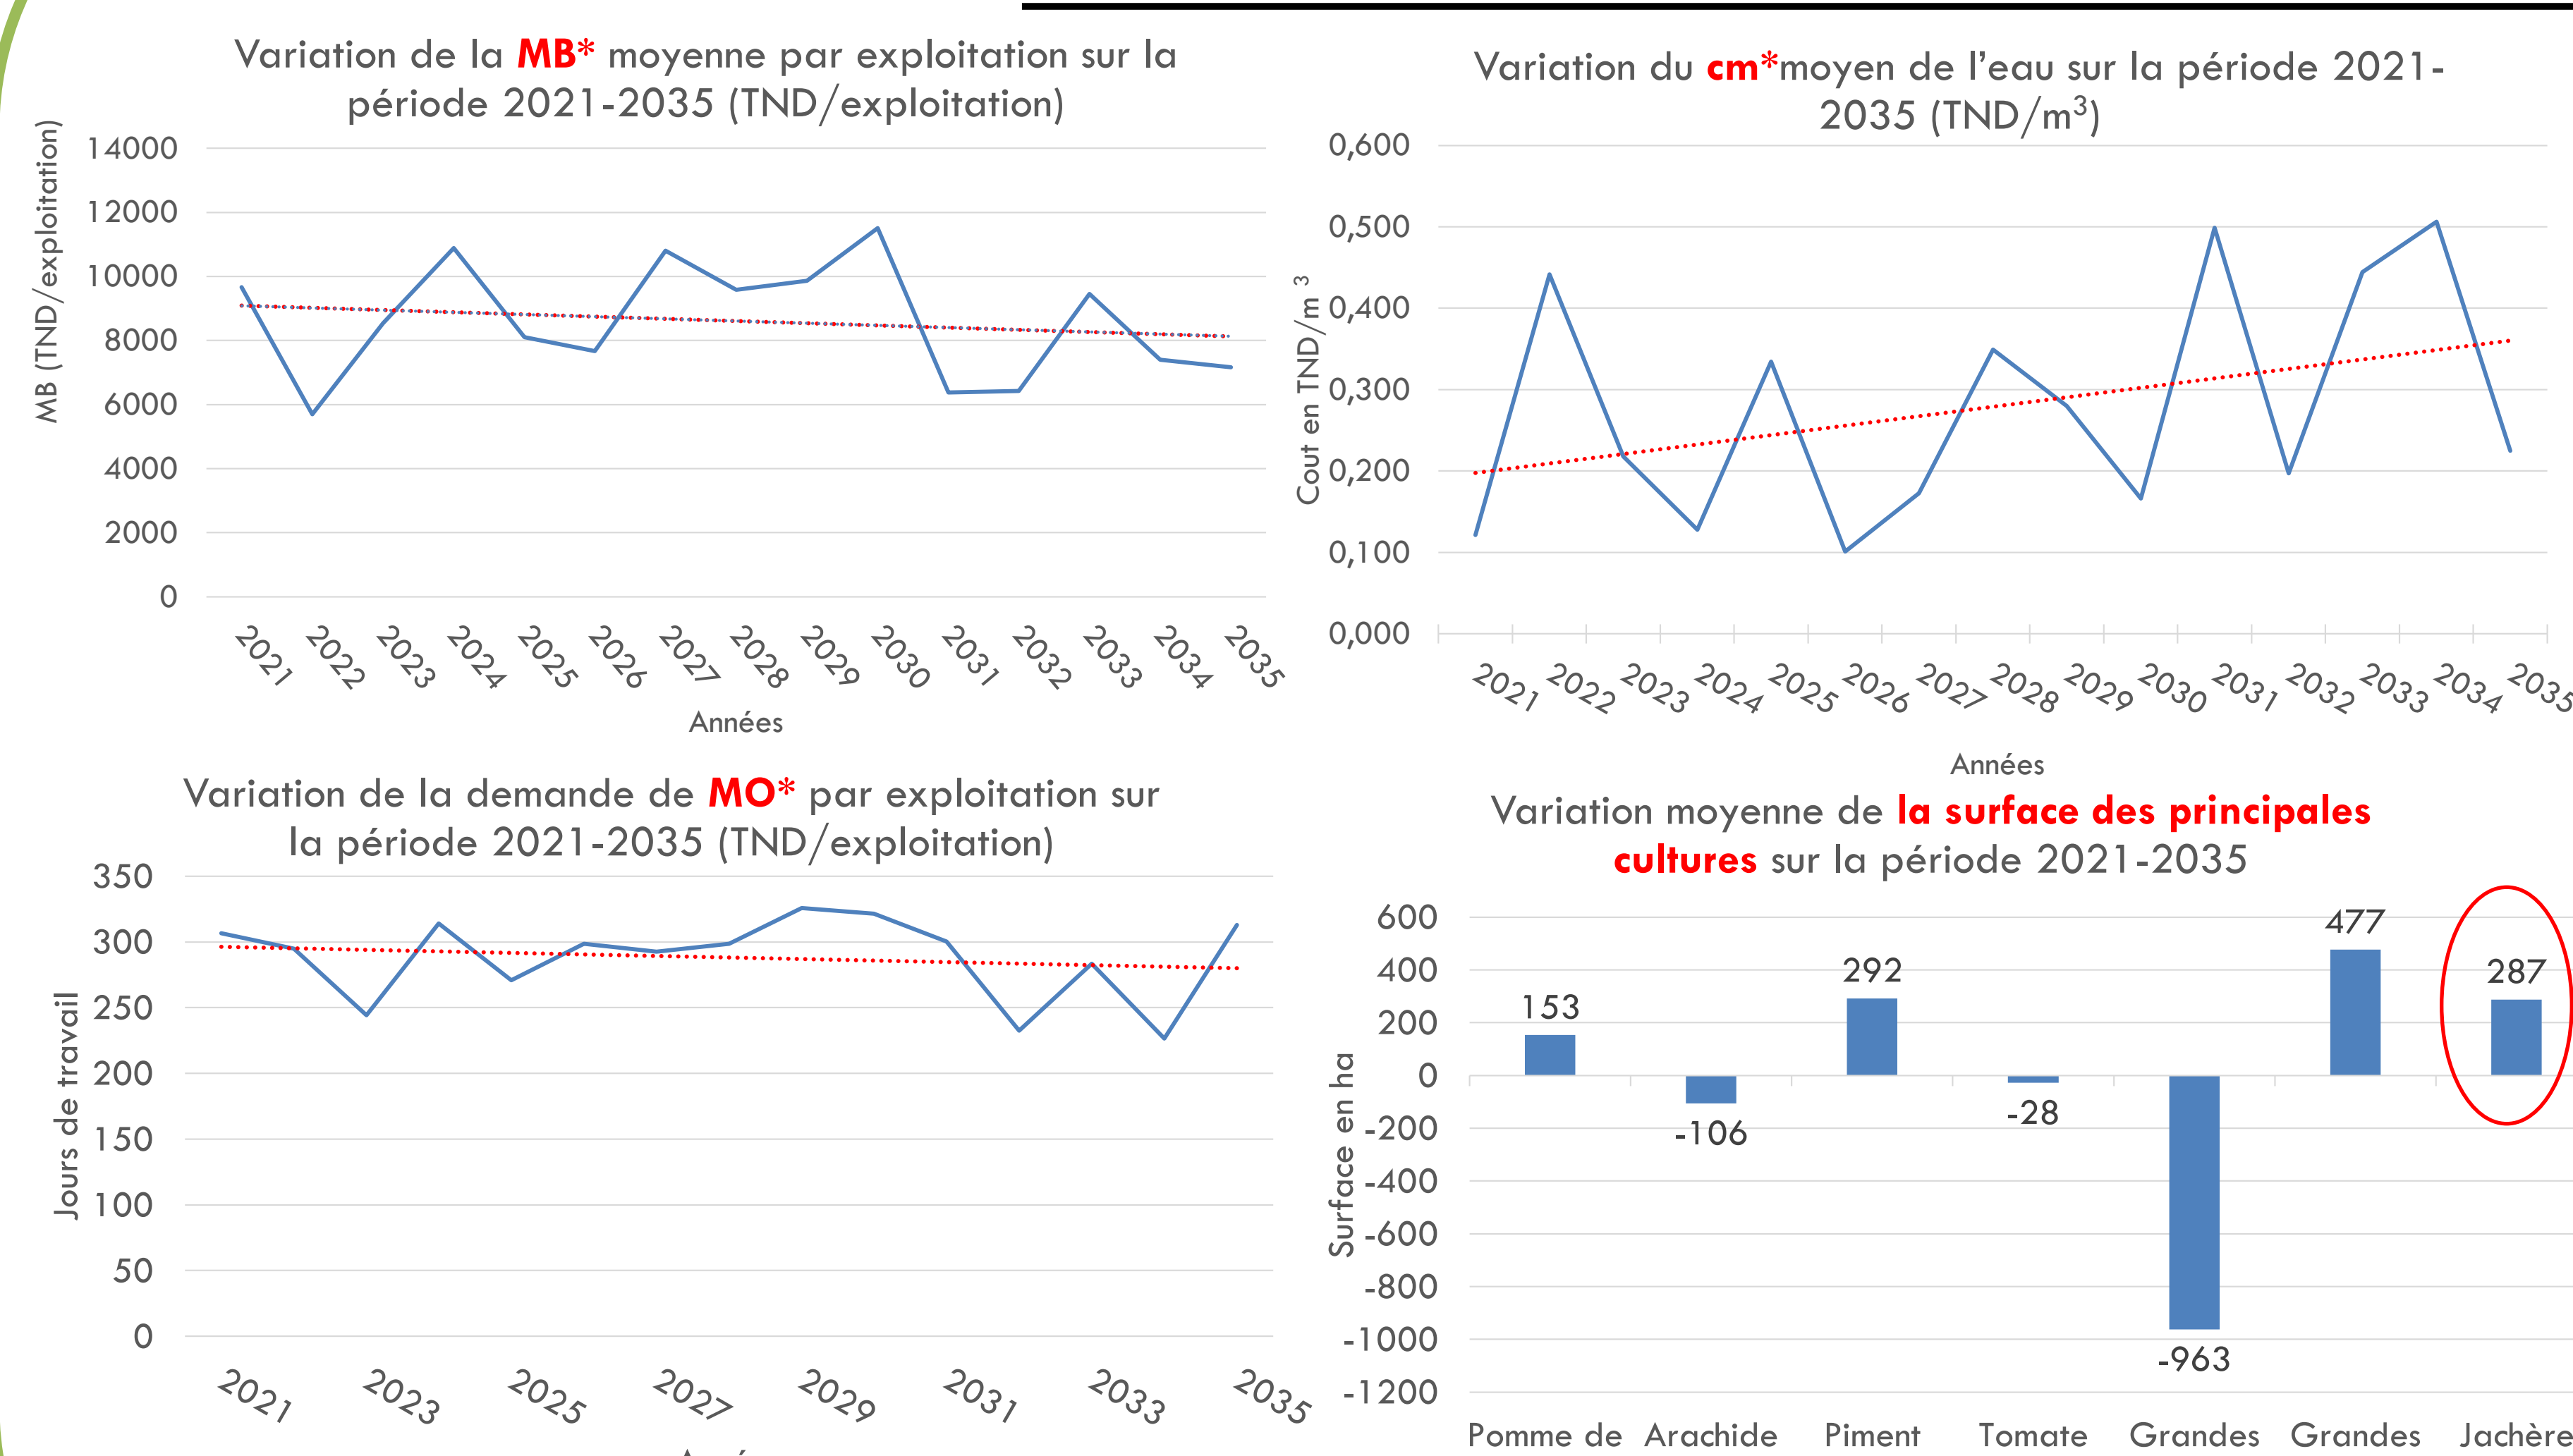 Variation de la MB* moyenne par exploitation sur la
période 2021-2035 (TND/exploitation)
MB (TND/exploitation)
14000
12000
10000
8000
6000
4000
2000
0
2021 2022 2023 2024 2025 2026 2027 2028 2029 2030 2031 2032 2033 2034 2035
Années
Variation du cm*moyen de l'eau sur la période 2021-
2035 (TND/m³)
Cout en TND/m ³
0,600
0,500
0,400
0,300
0,200
0,100
0,000
2021 2022 2023 2024 2025 2026 2027 2028 2029 2030 2031 2032 2033 2034 2035
Années
Variation de la demande de MO* par exploitation sur
la période 2021-2035 (TND/exploitation)
Jours de travail
350
300
250
200
150
100
50
0
2021 2023 2025 2027 2029 2031 2033 2035
Variation moyenne de la surface des principales
cultures sur la période 2021-2035
Surface en ha
600
400
200
0
-200
-400
-600
-800
-1000
-1200
153
-106
292
-28
-963
477
287
Pomme de Arachide Piment Tomate Grandes Grandes Jachère